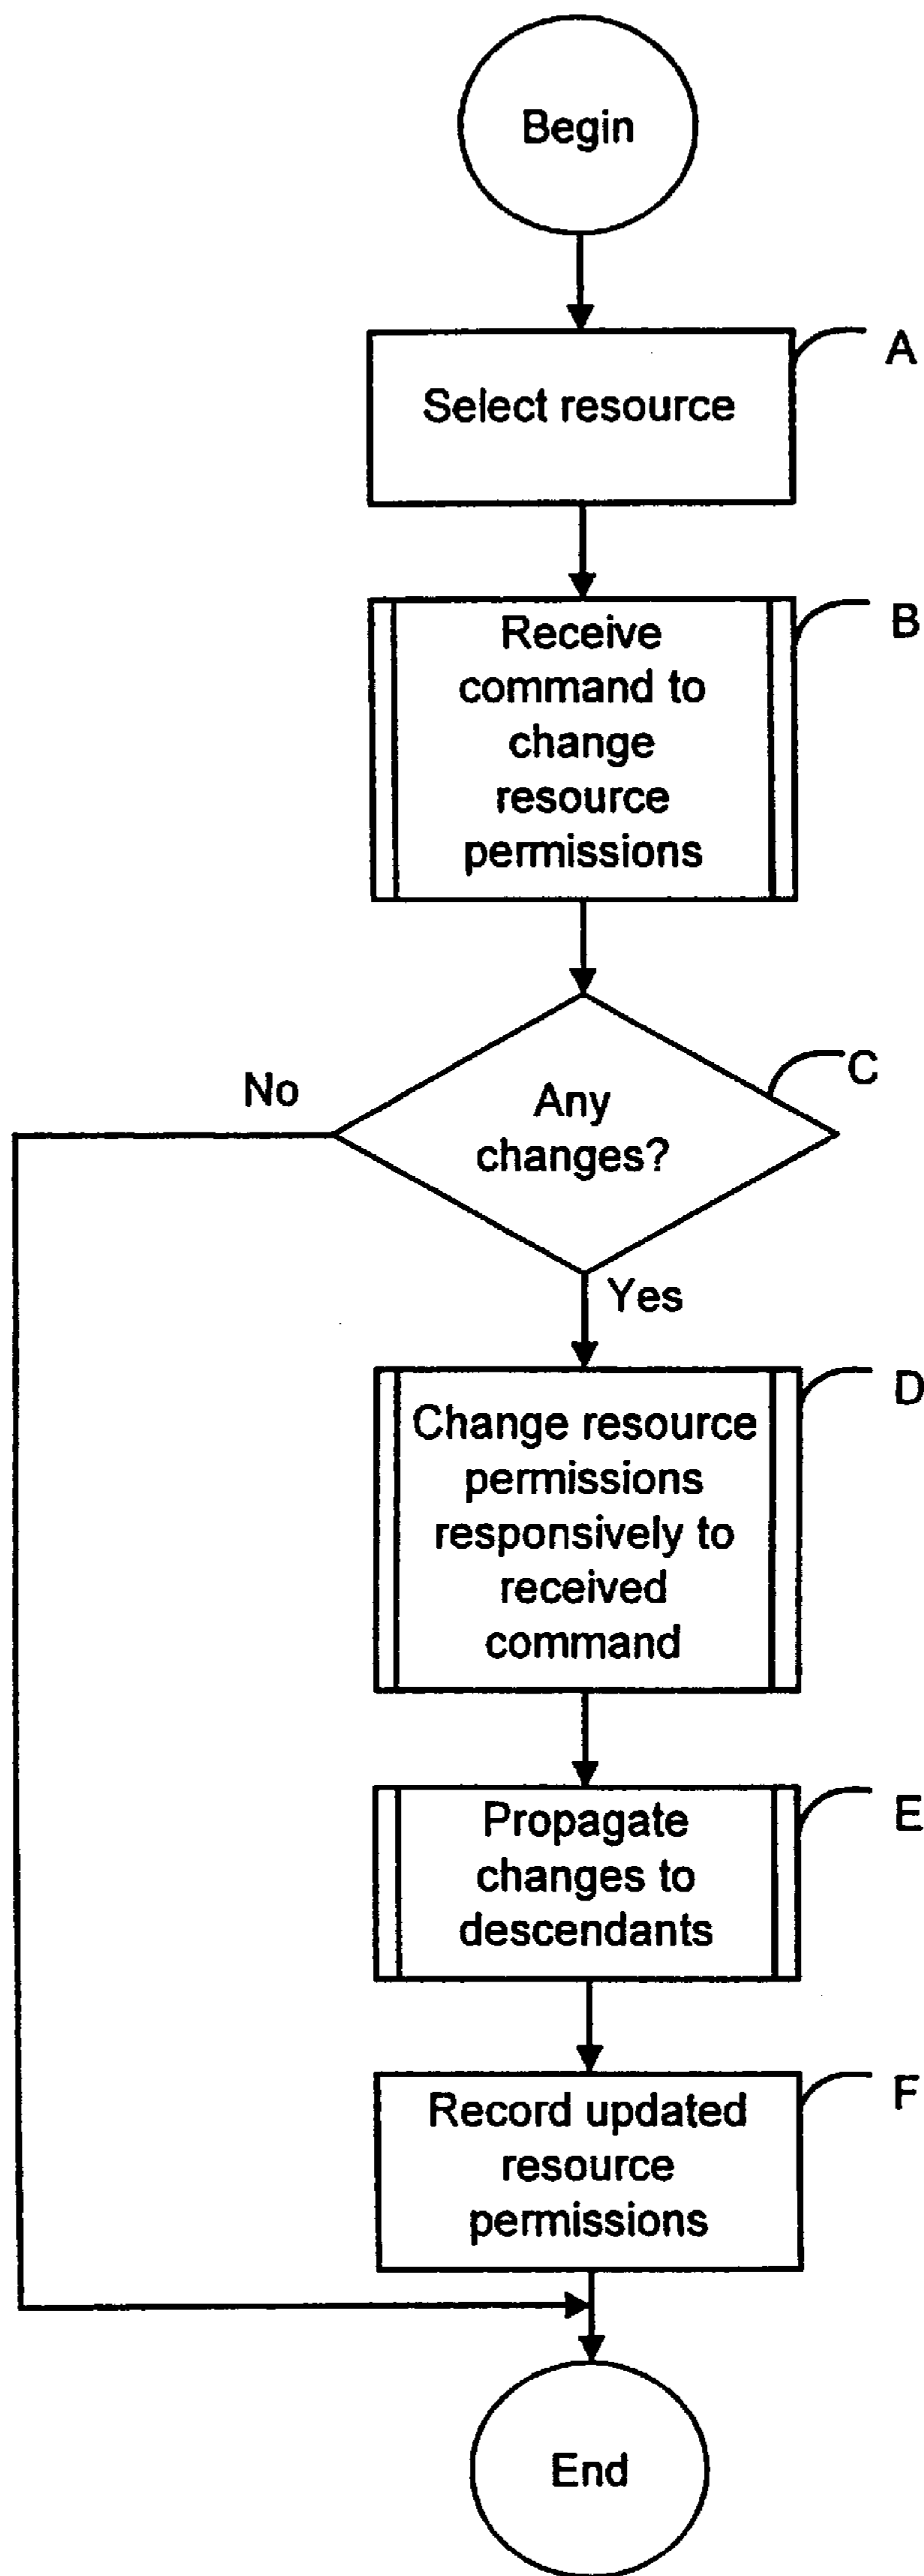 Begin
A
Select resource
B
Receive
command to
change
resource
permissions
C
No
Any
changes?
Yes
D
Change resource
permissions
responsively to
received
command
E
Propagate
changes to
descendants
F
Record updated
resource
permissions
End